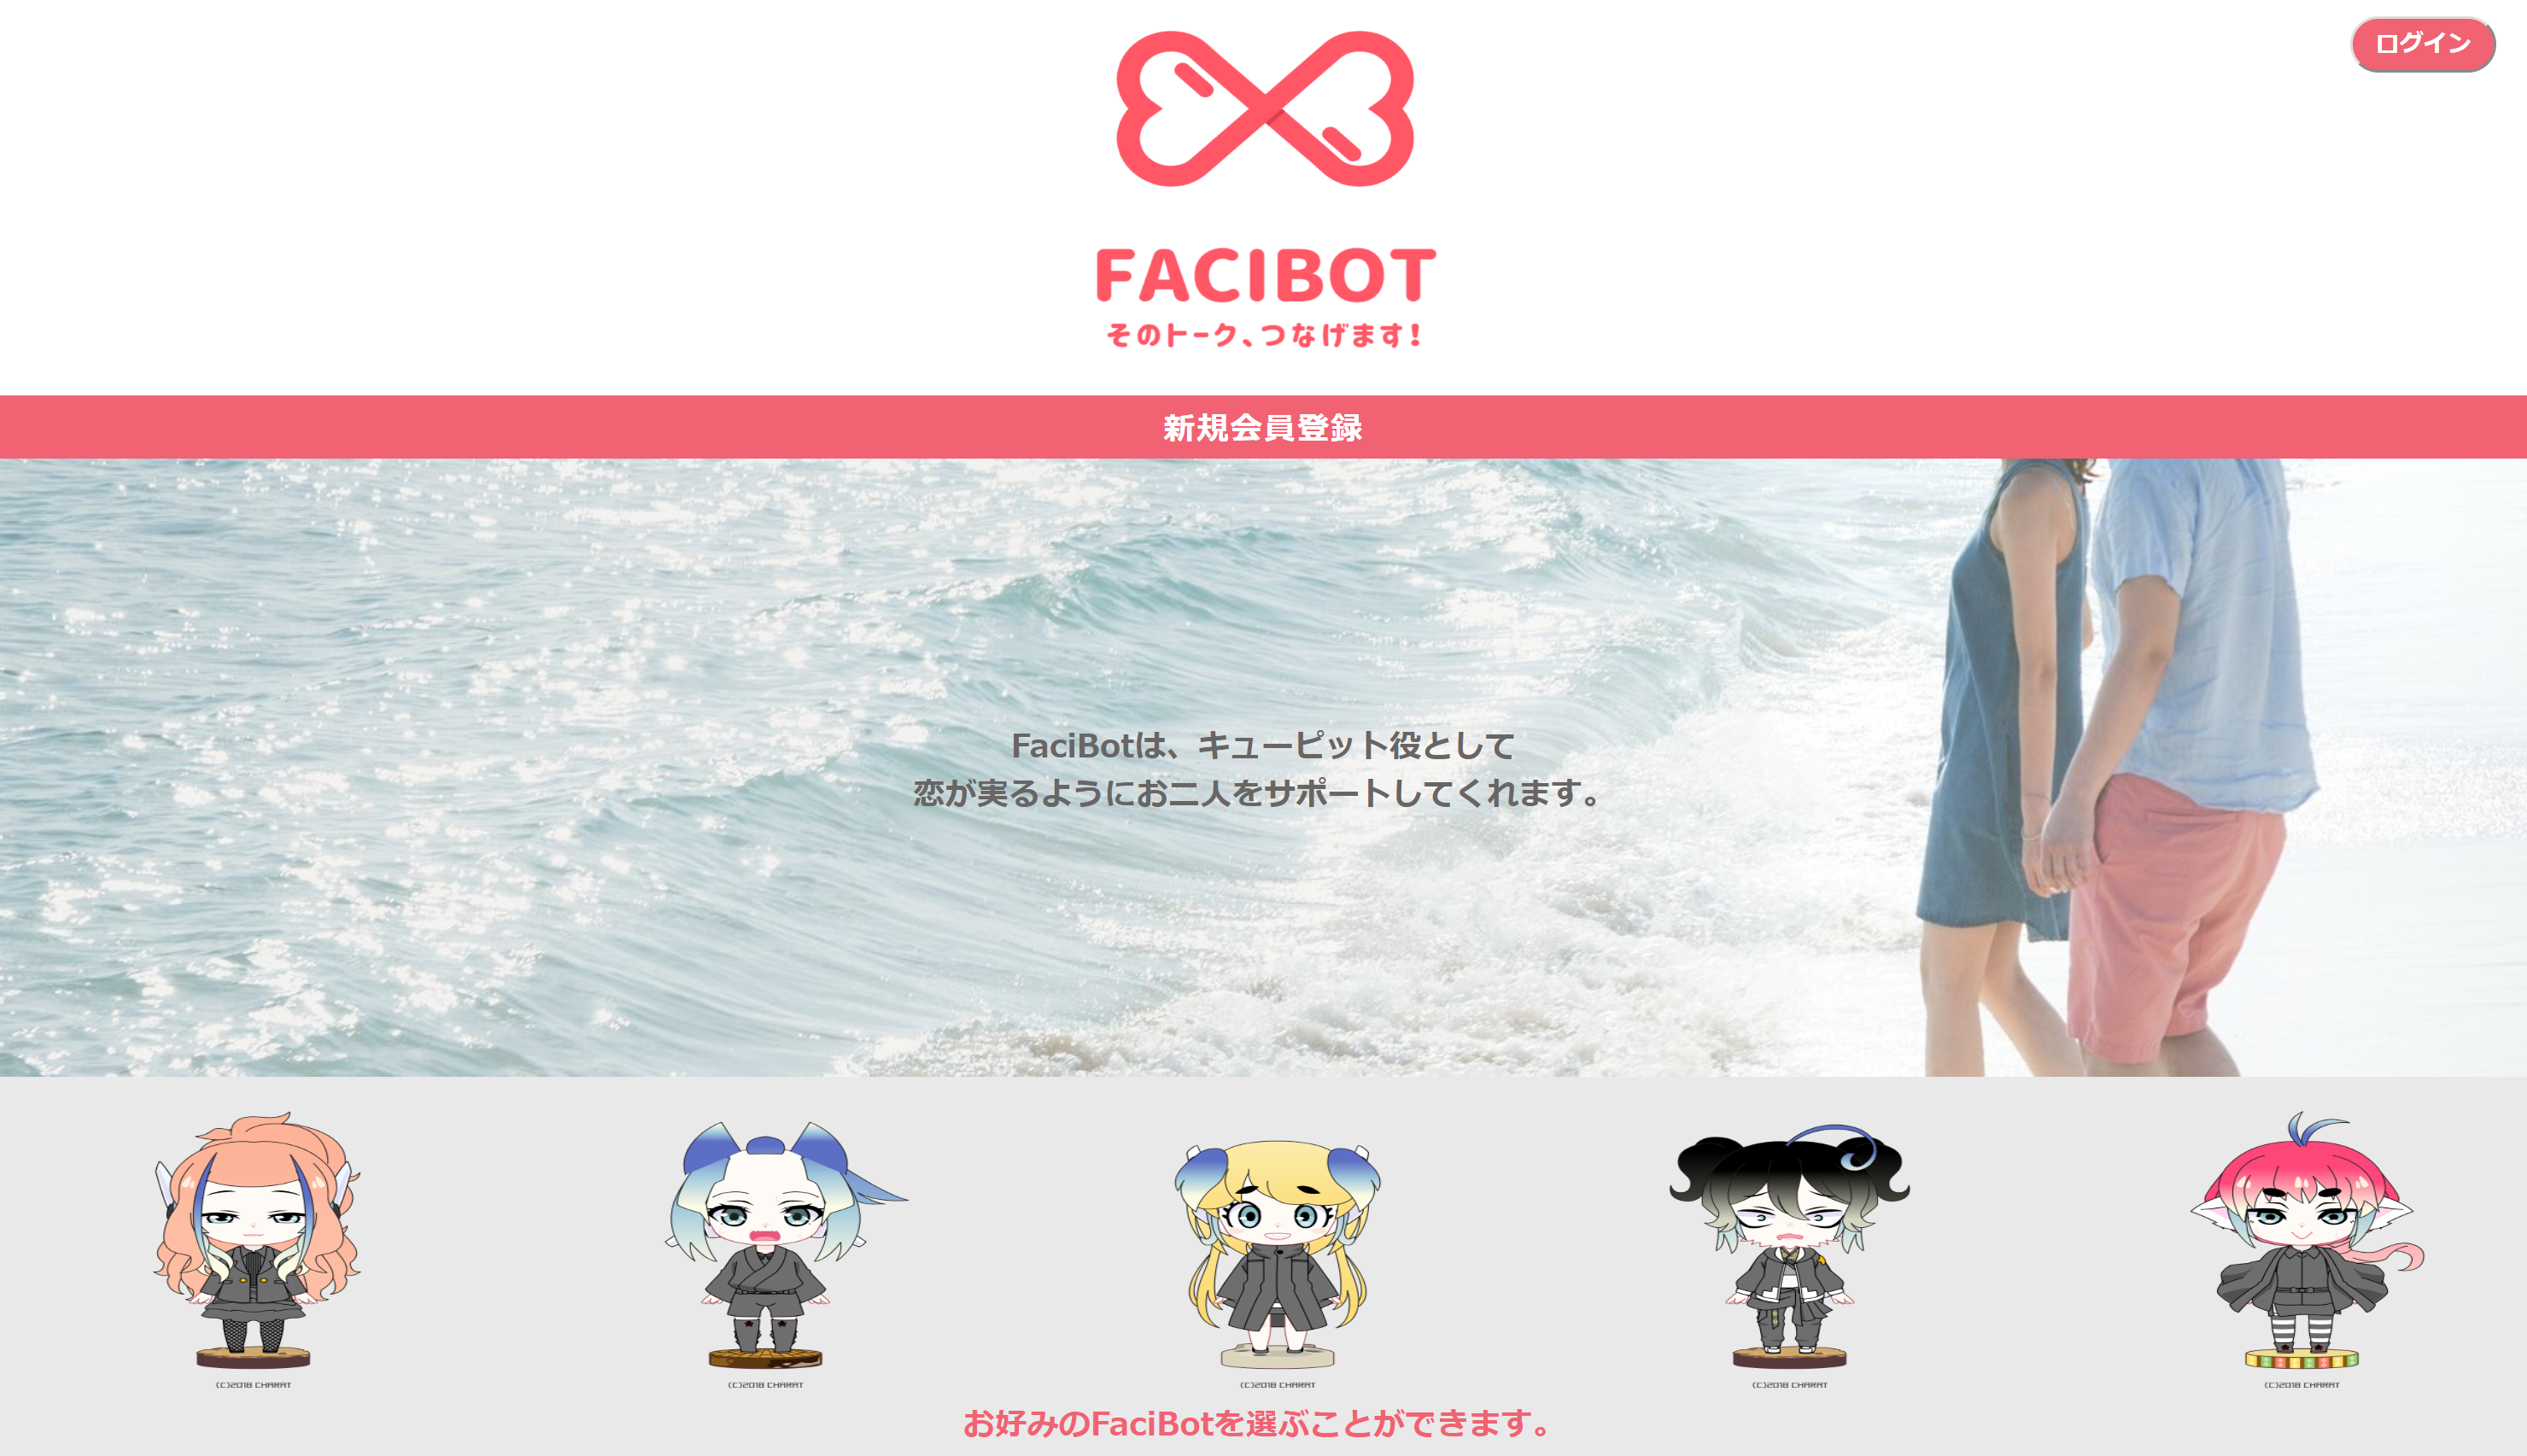 ログイン
FACIBOT
そのトーク、つなげます!
新規会員登録
FaciBotは、キューピット役として
恋が実るようにお二人をサポートしてくれます。
(C)2018 CHARAT
(C)2018 CHARAT
(C)2018 CHARAT
(C)2018 CHARAT
(C)2018 CHARAT
お好みのFaciBotを選ぶことができます。